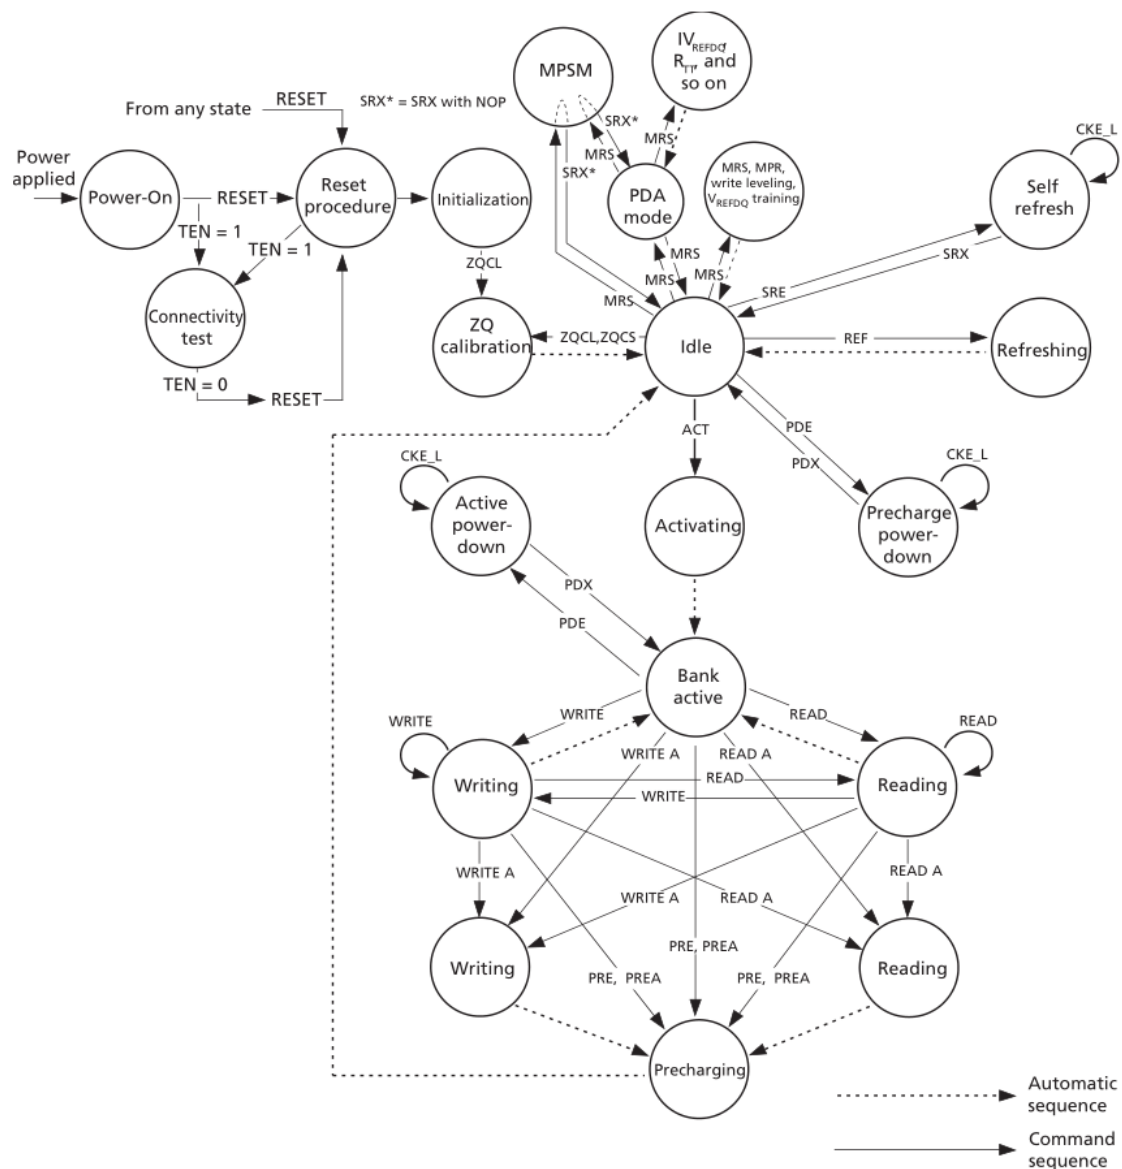 IV_REFDQ,
R_TT, and
so on
MPSM
SRX* = SRX with NOP
From any state
RESET
SRX*
MRS
MRS
CKE_L
Power
applied
Power-On
RESET
Reset
procedure
Initialization
SRX*
PDA
mode
MRS, MPR,
write leveling,
V_REFDQ training
Self
refresh
TEN = 1
TEN = 1
ZQCL
MRS
MRS
MRS
MRS
SRE
SRX
Connectivity
test
ZQ
calibration
ZQCL,ZQCS
Idle
REF
Refreshing
TEN = 0
RESET
ACT
PDE
PDX
CKE_L
CKE_L
Active
power-
down
Activating
Precharge
power-
down
PDX
PDE
Bank
active
WRITE
WRITE
READ
READ
WRITE A
READ A
Writing
READ
WRITE
Reading
WRITE A
WRITE A
READ A
READ A
Writing
PRE, PREA
PRE, PREA
PRE, PREA
Reading
Precharging
Automatic
sequence
Command
sequence